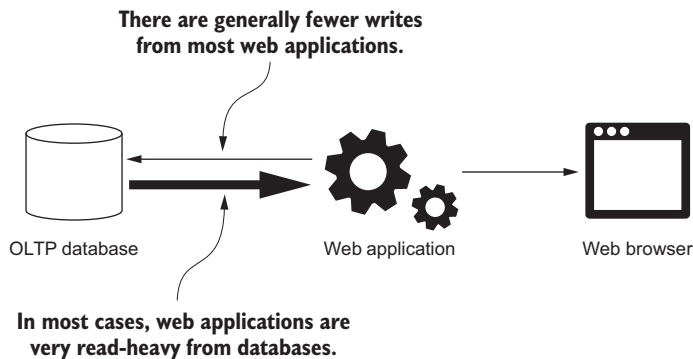 There are generally fewer writes
from most web applications.
OLTP database
Web application
Web browser
In most cases, web applications are
very read-heavy from databases.